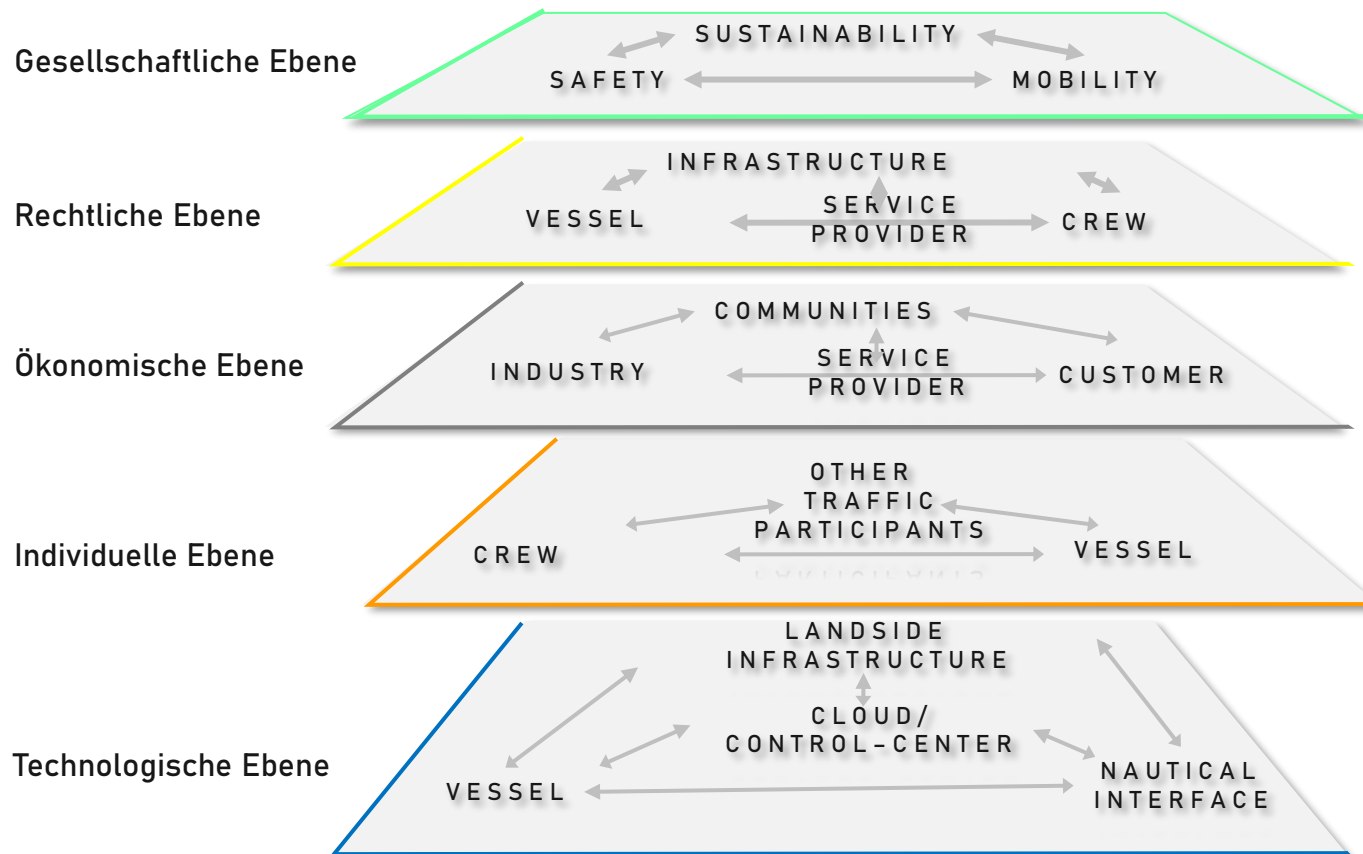 Gesellschaftliche Ebene
SUSTAINABILITY
SAFETY
MOBILITY
Rechtliche Ebene
INFRASTRUCTURE
VESSEL
SERVICE
PROVIDER
CREW
Ökonomische Ebene
COMMUNITIES
INDUSTRY
SERVICE
PROVIDER
CUSTOMER
Individuelle Ebene
OTHER
TRAFFIC
PARTICIPANTS
CREW
VESSEL
Technologische Ebene
LANDSIDE
INFRASTRUCTURE
CLOUD/
CONTROL-CENTER
VESSEL
NAUTICAL
INTERFACE